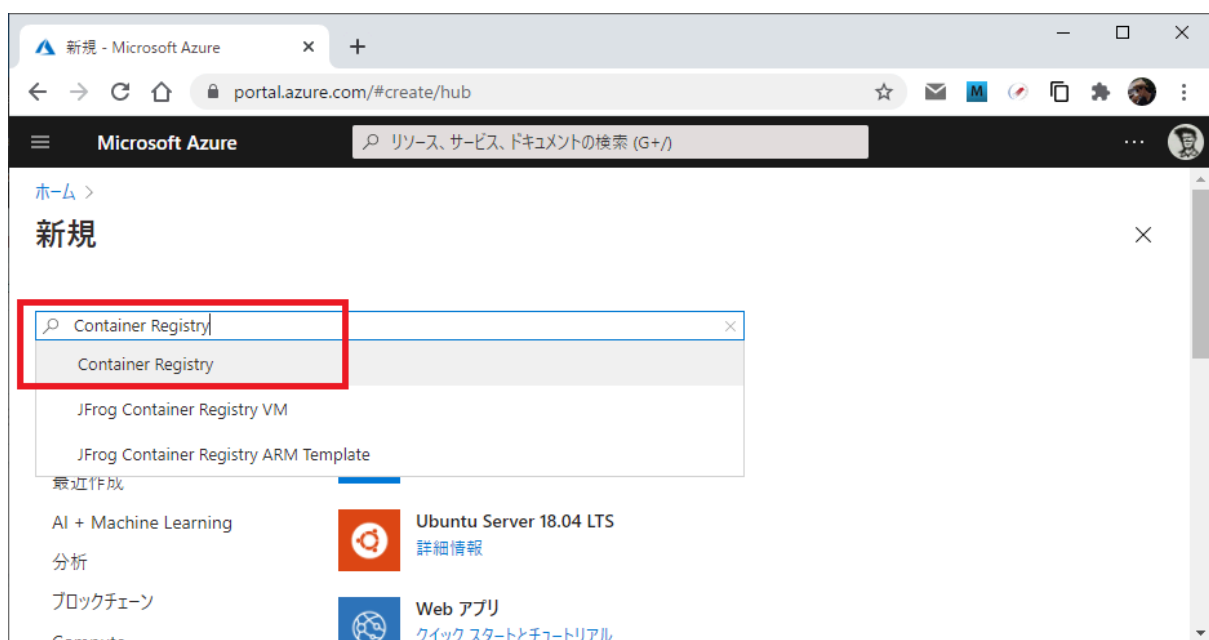 新規 - Microsoft Azure
portal.azure.com/#create/hub
M
Microsoft Azure
リソース、サービス、ドキュメントの検索 (G+/)
ホーム >
新規
Container Registry
Container Registry
JFrog Container Registry VM
JFrog Container Registry ARM Template
最近作成
AI + Machine Learning
Ubuntu Server 18.04 LTS
詳細情報
分析
ブロックチェーン
Web アプリ
クイック スタートとチュートリアル
Compute